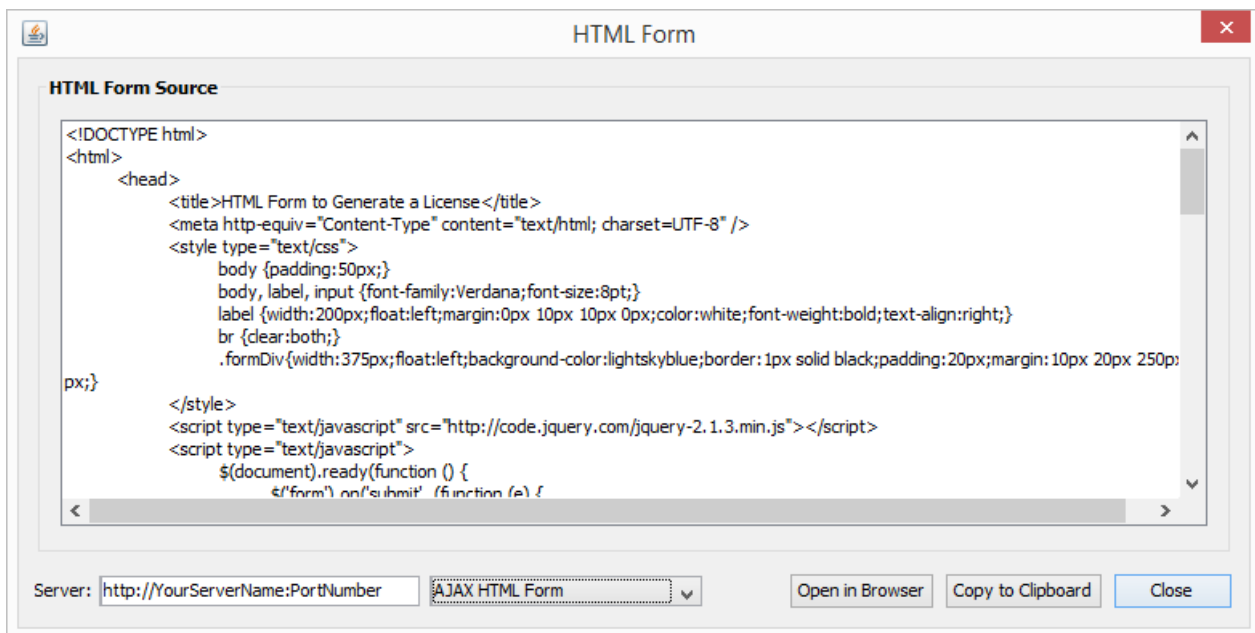 HTML Form
HTML Form Source
<!DOCTYPE html>
<html>
<head>
<title>HTML Form to Generate a License</title>
<meta http-equiv="Content-Type" content="text/html; charset=UTF-8" />
<style type="text/css">
body {padding:50px;}
body, label, input {font-family:Verdana;font-size:8pt;}
label {width:200px;float:left;margin:0px 10px 10px 0px;color:white;font-weight:bold;text-align:right;}
br {clear:both;}
.formDiv{width:375px;float:left;background-color:lightskyblue;border:1px solid black;padding:20px;margin:10px 20px 250px
px;}
</style>
<script type="text/javascript" src="http://code.jquery.com/jquery-2.1.3.min.js"></script>
<script type="text/javascript">
$(document).ready(function () {
$('form').on('submit', (function (e) {
Server: http://YourServerName:PortNumber AJAX HTML Form Open in Browser Copy to Clipboard Close